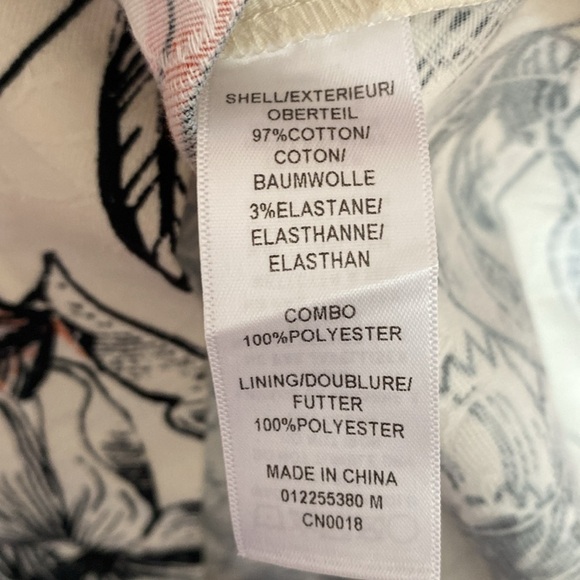 SHELL/EXTERIEUR/
OBERTEIL
97%COTTON/
COTON/
BAUMWOLLE
3%ELASTANE/
ELASTHANNE/
ELASTHAN
COMBO
100%POLYESTER
LINING/DOUBLURE/
FUTTER
100%POLYESTER
MADE IN CHINA
012255380 M
CN0018